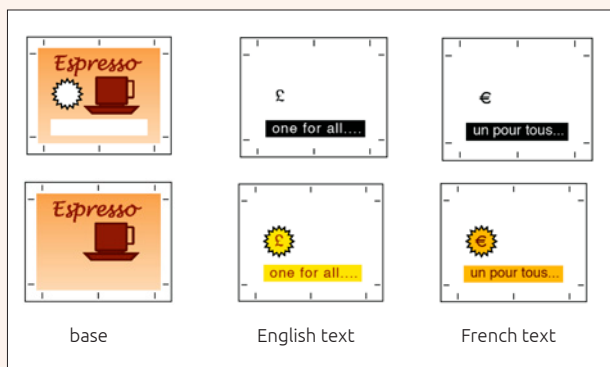 Espresso
£
one for all....
€
un pour tous...
Espresso
£
one for all....
€
un pour tous...
base
English text
French text